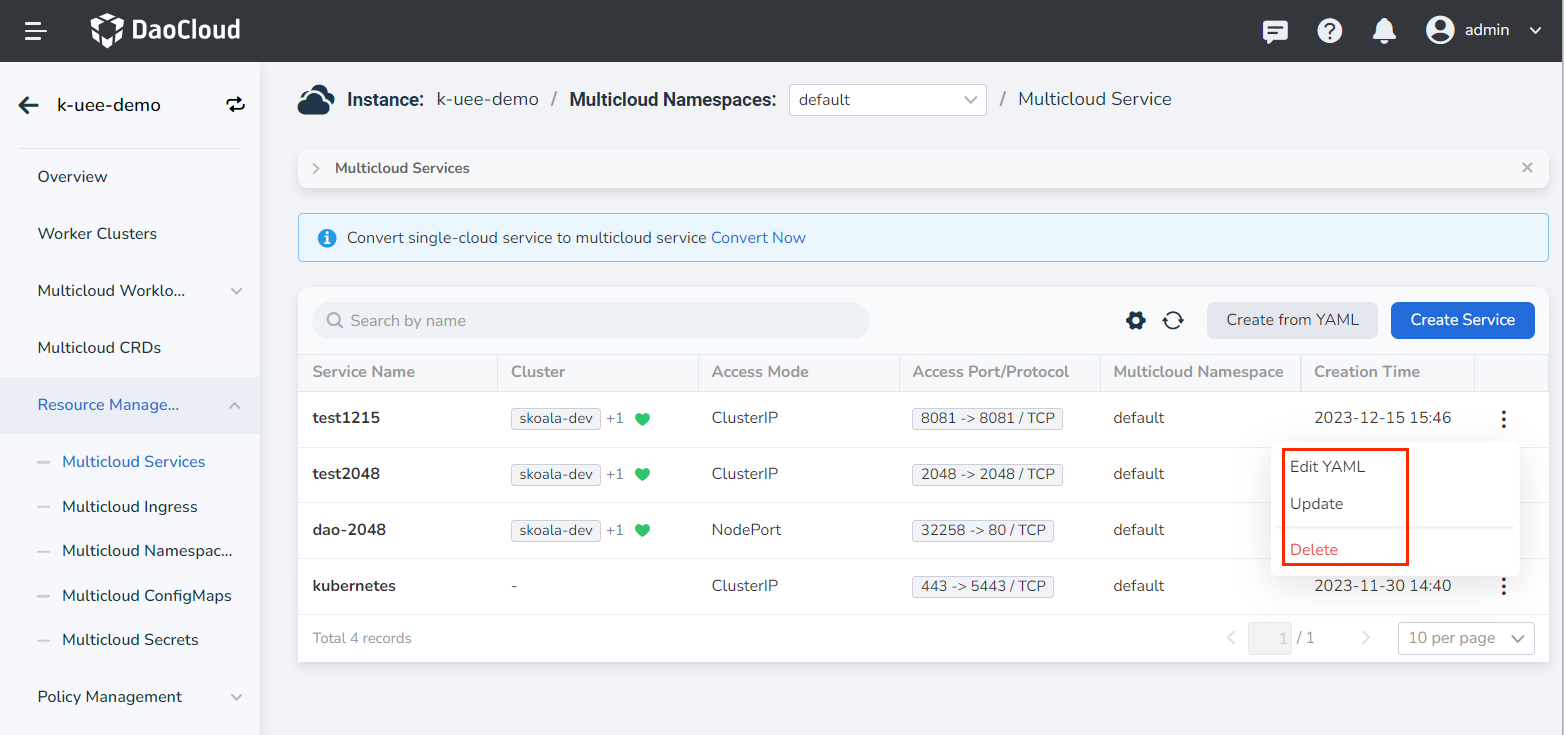 DaoCloud
admin
k-uee-demo
Instance: k-uee-demo / Multicloud Namespaces: default / Multicloud Service
Overview
Worker Clusters
Multicloud Worklo...
Multicloud CRDs
Resource Manage...
Multicloud Services
Multicloud Ingress
Multicloud Namespac...
Multicloud ConfigMaps
Multicloud Secrets
Policy Management
Multicloud Services
Convert single-cloud service to multicloud service Convert Now
Search by name
Create from YAML
Create Service
Service Name Cluster Access Mode Access Port/Protocol Multicloud Namespace Creation Time
test1215 skoala-dev +1 ClusterIP 8081 -> 8081 / TCP default 2023-12-15 15:46
test2048 skoala-dev +1 ClusterIP 2048 -> 2048 / TCP default
dao-2048 skoala-dev +1 NodePort 32258 -> 80 / TCP default
kubernetes - ClusterIP 443 -> 5443 / TCP default 2023-11-30 14:40
Edit YAML
Update
Delete
Total 4 records
1 / 1
10 per page